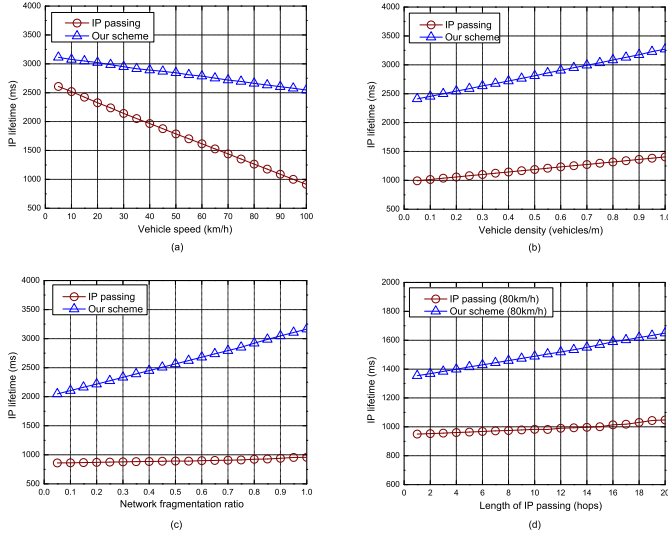 4000
3500
3000
2500
2000
1500
1000
500
IP lifetime (ms)
IP passing
Our scheme
0 10 20 30 40 50 60 70 80 90 100
Vehicle speed (km/h)
(a)
4000
3500
3000
2500
2000
1500
1000
500
IP lifetime (ms)
IP passing
Our scheme
0.0 0.1 0.2 0.3 0.4 0.5 0.6 0.7 0.8 0.9 1.0
Vehicle density (vehicles/m)
(b)
4000
3500
3000
2500
2000
1500
1000
500
IP lifetime (ms)
IP passing
Our scheme
0.0 0.1 0.2 0.3 0.4 0.5 0.6 0.7 0.8 0.9 1.0
Network fragmentation ratio
(c)
2000
1800
1600
1400
1200
1000
800
600
IP lifetime (ms)
IP passing (80km/h)
Our scheme (80km/h)
0 2 4 6 8 10 12 14 16 18 20
Length of IP passing (hops)
(d)